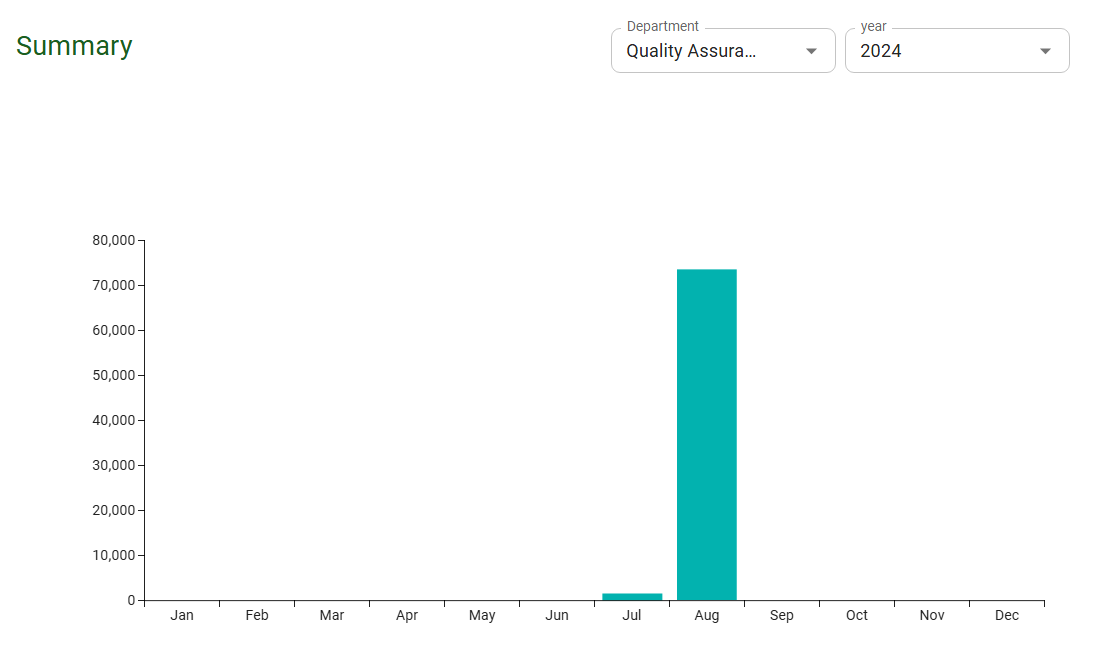 Summary
Department
Quality Assura...
year
2024
80,000
70,000
60,000
50,000
40,000
30,000
20,000
10,000
0
Jan Feb Mar Apr May Jun Jul Aug Sep Oct Nov Dec